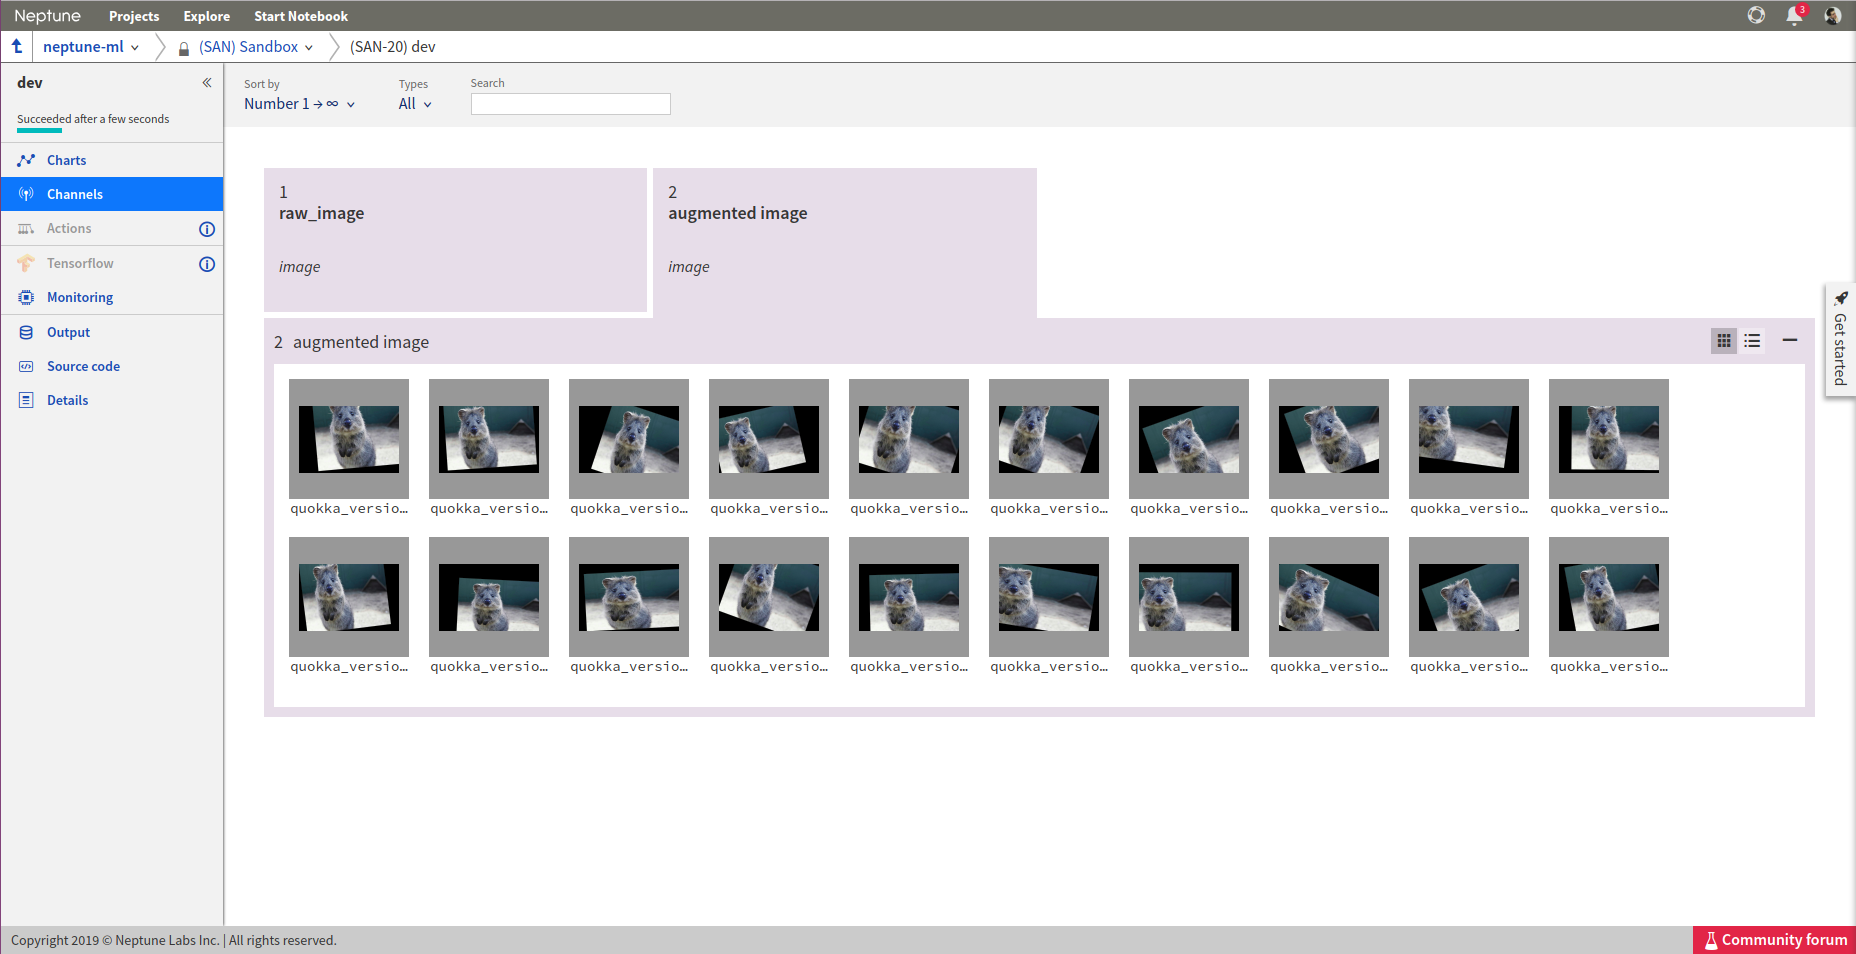 Neptune Projects Explore Start Notebook 3
neptune-ml (SAN) Sandbox (SAN-20) dev
dev
Succeeded after a few seconds
Charts
Channels
Actions
Tensorflow
Monitoring
Output
Source code
Details
Sort by Types Search
Number 1 → ∞ All
1
raw_image
image
2
augmented image
image
2 augmented image
quokka_versio… quokka_versio… quokka_versio… quokka_versio… quokka_versio… quokka_versio… quokka_versio… quokka_versio… quokka_versio… quokka_versio…
quokka_versio… quokka_versio… quokka_versio… quokka_versio… quokka_versio… quokka_versio… quokka_versio… quokka_versio… quokka_versio… quokka_versio…
Get started
Copyright 2019 © Neptune Labs Inc. | All rights reserved.
Community forum